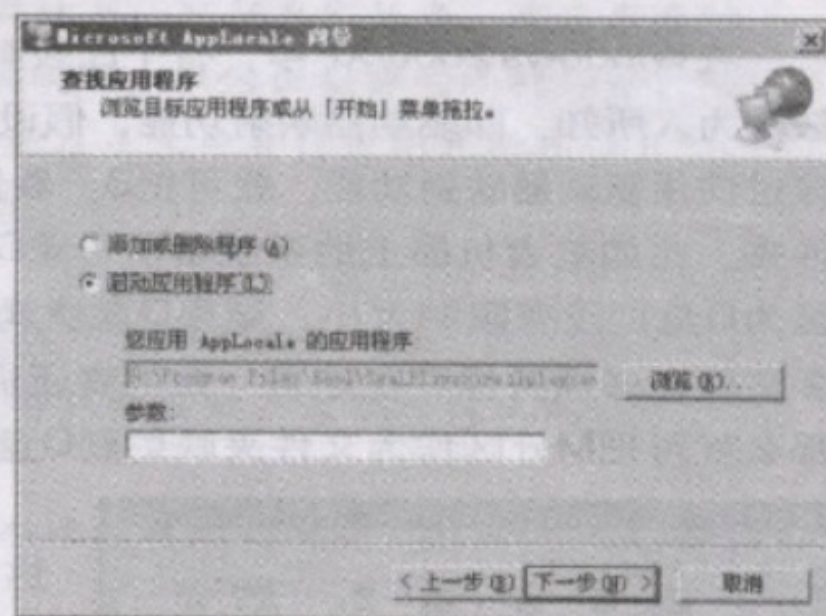 Microsoft AppLocale 向导
查找应用程序
浏览目标应用程序或从「开始」菜单拖拉。
添加或删除程序(A)
启动应用程序(L)
您应用 AppLocale 的应用程序
浏览(R)...
参数:
< 上一步(B)
下一步(N) >
取消